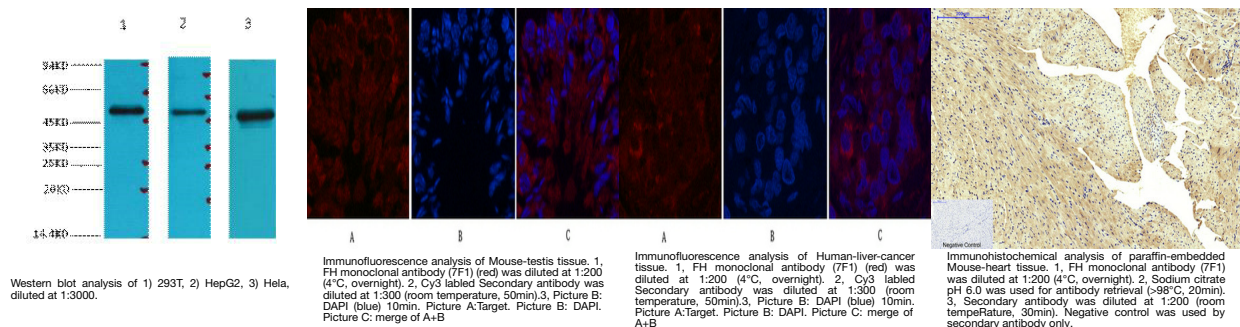 1 2 3
94KD
66KD
45KD
35KD
25KD
20KD
14.4KD
Western blot analysis of 1) 293T, 2) HepG2, 3) Hela,
diluted at 1:3000.
A B C
Immunofluorescence analysis of Mouse-testis tissue. 1,
FH monoclonal antibody (7F1) (red) was diluted at 1:200
(4°C, overnight). 2, Cy3 labled Secondary antibody was
diluted at 1:300 (room temperature, 50min).3, Picture B:
DAPI (blue) 10min. Picture A:Target. Picture B: DAPI.
Picture C: merge of A+B
A B C
Immunofluorescence analysis of Human-liver-cancer
tissue. 1, FH monoclonal antibody (7F1) (red) was
diluted at 1:200 (4°C, overnight). 2, Cy3 labled
Secondary antibody was diluted at 1:300 (room
temperature, 50min).3, Picture B: DAPI (blue) 10min.
Picture A:Target. Picture B: DAPI. Picture C: merge of
A+B
Negative Control
Immunohistochemical analysis of paraffin-embedded
Mouse-heart tissue. 1, FH monoclonal antibody (7F1)
was diluted at 1:200 (4°C, overnight). 2, Sodium citrate
pH 6.0 was used for antibody retrieval (>98°C, 20min).
3, Secondary antibody was diluted at 1:200 (room
tempeRature, 30min). Negative control was used by
secondary antibody only.